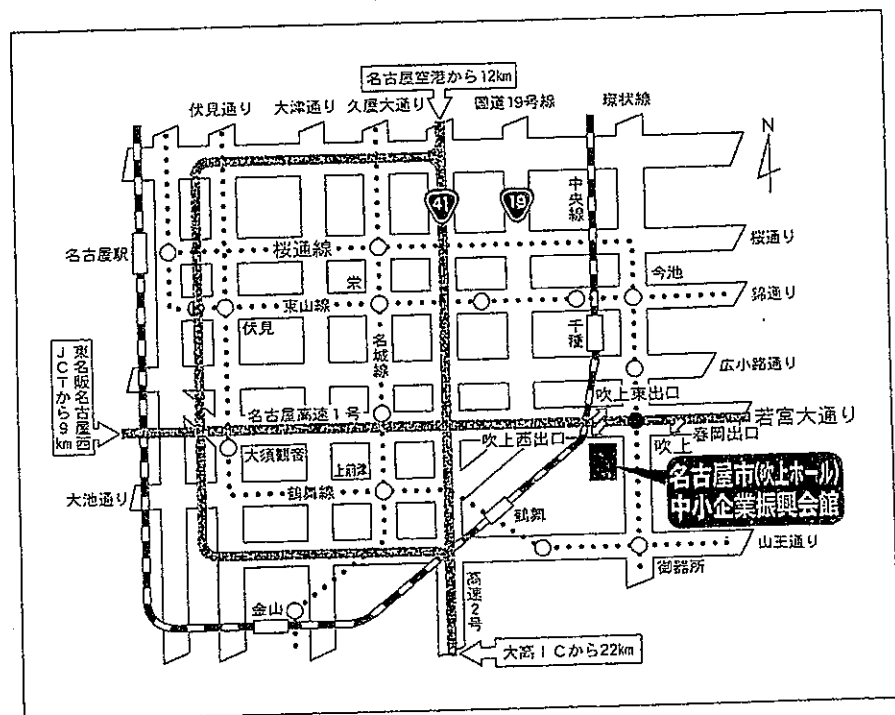 名古屋空港から12km
伏見通り
大津通り
久屋大通り
国道19号線
環状線
N
41
19
中央線
桜通り
名古屋駅
桜通線
栄
今池
東山線
錦通り
伏見
名城線
千種
広小路通り
東名阪名古屋西
JCTから9km
名古屋高速1号
吹上東出口
若宮大通り
吹上西出口
吹上
春岡出口
大須観音
上前津
名古屋市(吹上ホール)
中小企業振興会館
大池通り
鶴舞線
鶴舞
山王通り
御器所
高速2号
金山
大高ICから22km